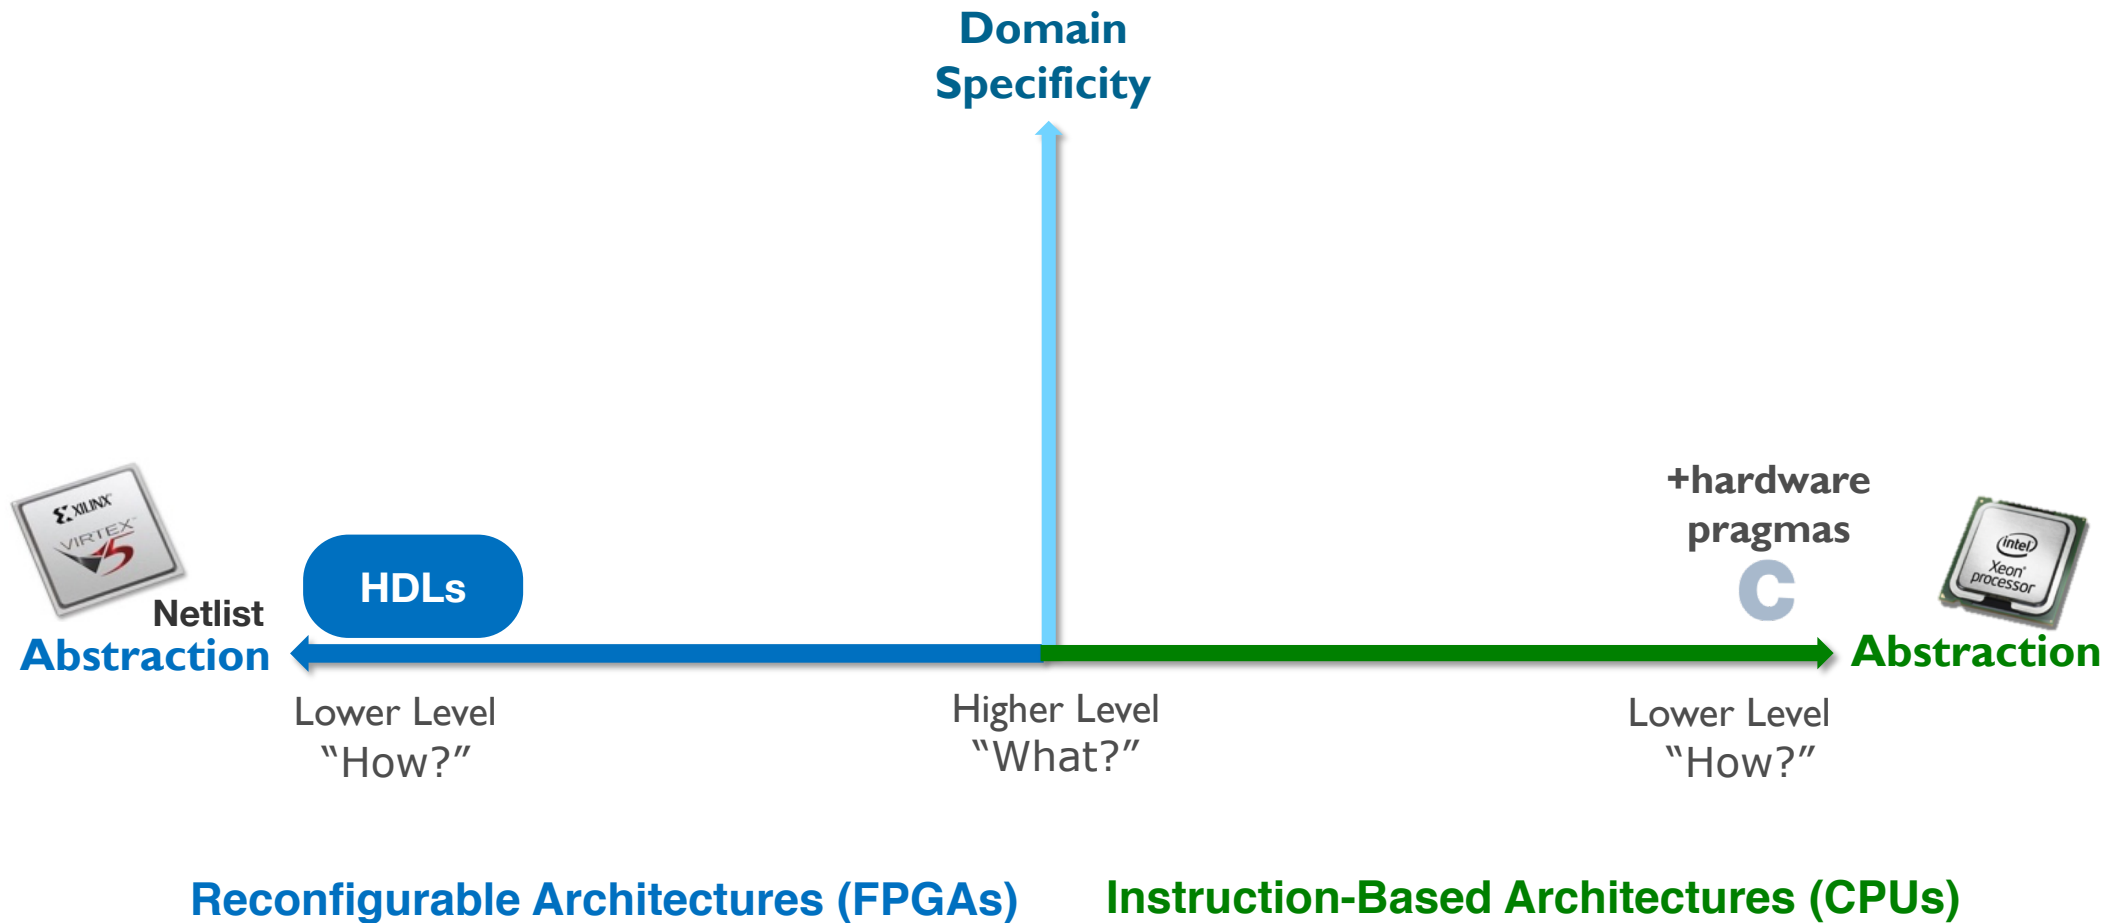 Domain
Specificity
+hardware
pragmas
C
XILINX
VIRTEX
5
intel
Xeon®
processor
HDLs
Netlist
Abstraction
Abstraction
Lower Level
“How?”
Higher Level
“What?”
Lower Level
“How?”
Reconfigurable Architectures (FPGAs)
Instruction-Based Architectures (CPUs)